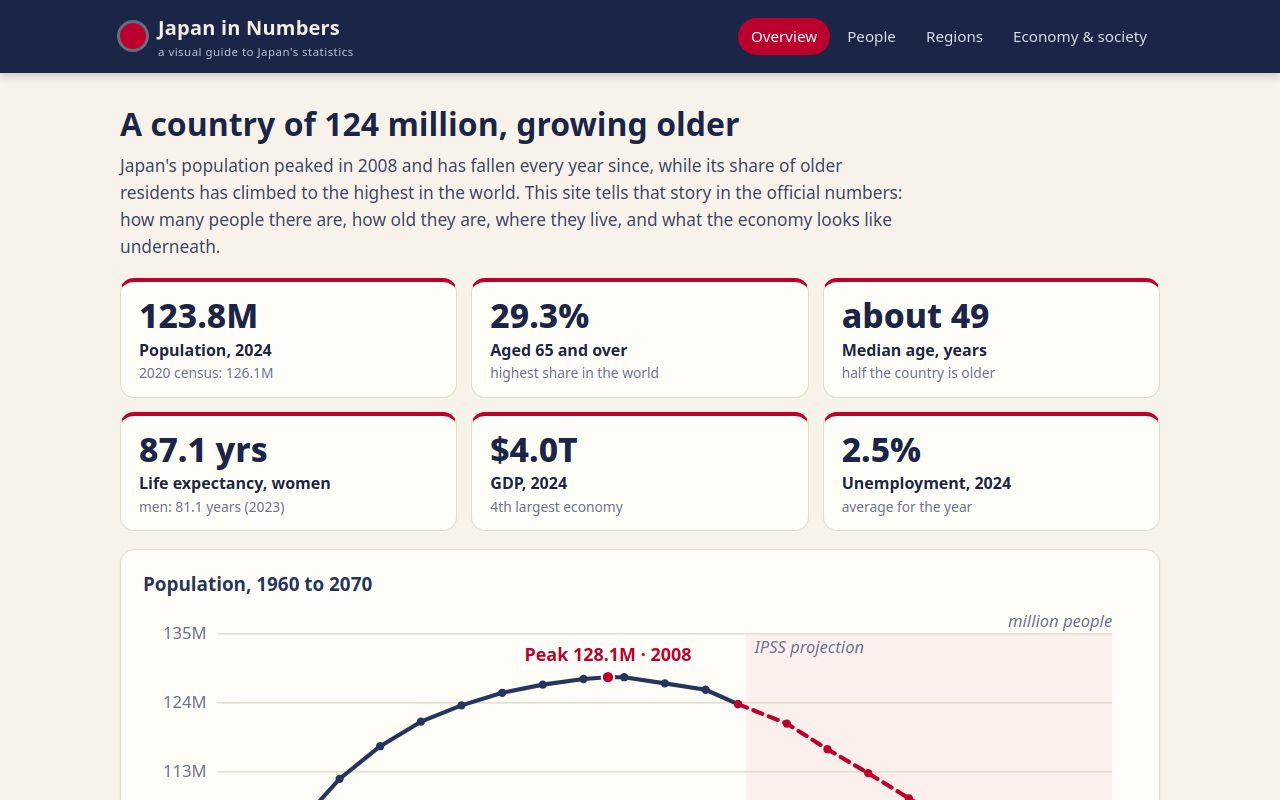 Japan in Numbers
a visual guide to Japan's statistics
Overview
People
Regions
Economy & society
A country of 124 million, growing older
Japan's population peaked in 2008 and has fallen every year since, while its share of older
residents has climbed to the highest in the world. This site tells that story in the official numbers:
how many people there are, how old they are, where they live, and what the economy looks like
underneath.
123.8M
Population, 2024
2020 census: 126.1M
29.3%
Aged 65 and over
highest share in the world
about 49
Median age, years
half the country is older
87.1 yrs
Life expectancy, women
men: 81.1 years (2023)
$4.0T
GDP, 2024
4th largest economy
2.5%
Unemployment, 2024
average for the year
Population, 1960 to 2070
million people
135M
IPSS projection
Peak 128.1M · 2008
124M
113M